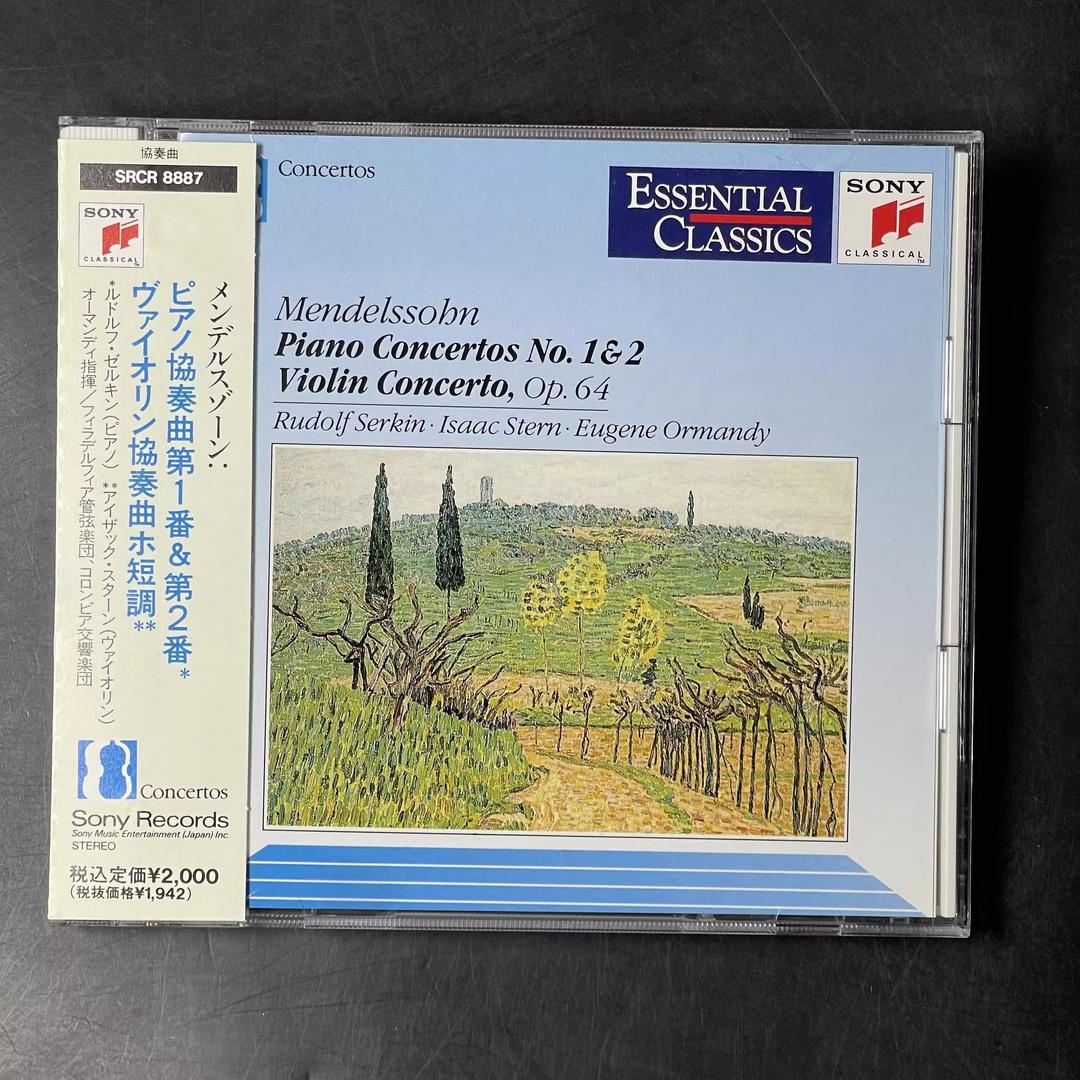 協奏曲
SRCR 8887
SONY
CLASSICAL™
メンデルスゾーン:
ピアノ協奏曲第1番&第2番*
ヴァイオリン協奏曲ホ短調**
*ルドルフ・ゼルキン(ピアノ) **アイザック・スターン(ヴァイオリン)
オーマンディ指揮/フィラデルフィア管弦楽団、コロンビア交響楽団
Concertos
Sony Records
Sony Music Entertainment (Japan) Inc.
STEREO
税込定価¥2,000
(税抜価格¥1,942)
Concertos
ESSENTIAL
CLASSICS
SONY
CLASSICAL™
Mendelssohn
Piano Concertos No. 1 & 2
Violin Concerto, Op. 64
Rudolf Serkin · Isaac Stern · Eugene Ormandy